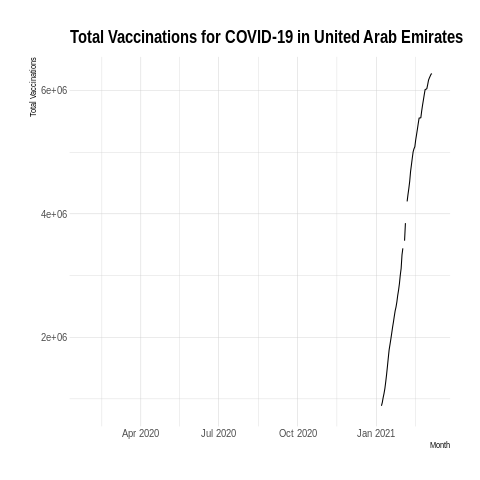 Total Vaccinations for COVID-19 in United Arab Emirates
Total Vaccinations
6e+06
4e+06
2e+06
Apr 2020
Jul 2020
Oct 2020
Jan 2021
Month